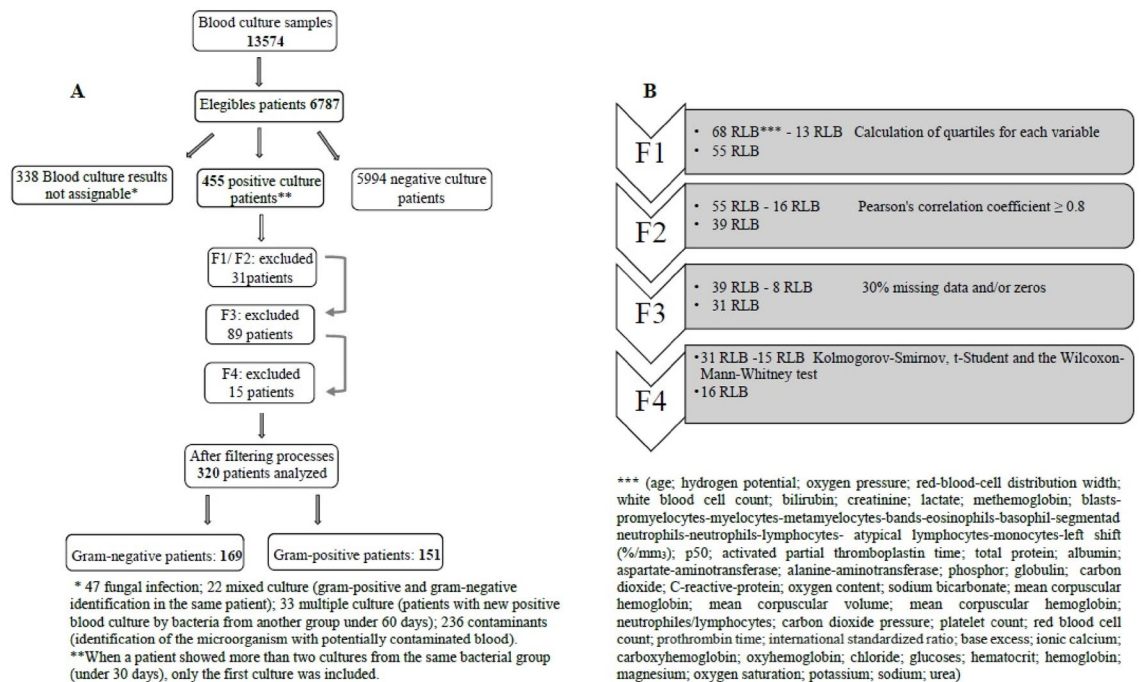 Blood culture samples
13574
A
Elegibles patients 6787
338 Blood culture results
not assignable*
455 positive culture
patients**
5994 negative culture
patients
F1/ F2: excluded
31patients
F3: excluded
89 patients
F4: excluded
15 patients
After filtering processes
320 patients analyzed
Gram-negative patients: 169
Gram-positive patients: 151
* 47 fungal infection; 22 mixed culture (gram-positive and gram-negative
identification in the same patient); 33 multiple culture (patients with new positive
blood culture by bacteria from another group under 60 days); 236 contaminants
(identification of the microorganism with potentially contaminated blood).
**When a patient showed more than two cultures from the same bacterial group
(under 30 days), only the first culture was included.
B
F1
• 68 RLB*** - 13 RLB Calculation of quartiles for each variable
• 55 RLB
F2
• 55 RLB - 16 RLB Pearson's correlation coefficient ≥ 0.8
• 39 RLB
F3
• 39 RLB - 8 RLB 30% missing data and/or zeros
• 31 RLB
F4
•31 RLB -15 RLB Kolmogorov-Smirnov, t-Student and the Wilcoxon-
Mann-Whitney test
•16 RLB
*** (age; hydrogen potential; oxygen pressure; red-blood-cell distribution width;
white blood cell count; bilirubin; creatinine; lactate; methemoglobin; blasts-
promyelocytes-myelocytes-metamyelocytes-bands-eosinophils-basophil-segmentad
neutrophils-neutrophils-lymphocytes- atypical lymphocytes-monocytes-left shift
(%/mm₃); p50; activated partial thromboplastin time; total protein; albumin;
aspartate-aminotransferase; alanine-aminotransferase; phosphor; globulin; carbon
dioxide; C-reactive-protein; oxygen content; sodium bicarbonate; mean corpuscular
hemoglobin; mean corpuscular volume; mean corpuscular hemoglobin;
neutrophiles/lymphocytes; carbon dioxide pressure; platelet count; red blood cell
count; prothrombin time; international standardized ratio; base excess; ionic calcium;
carboxyhemoglobin; oxyhemoglobin; chloride; glucoses; hematocrit; hemoglobin;
magnesium; oxygen saturation; potassium; sodium; urea)